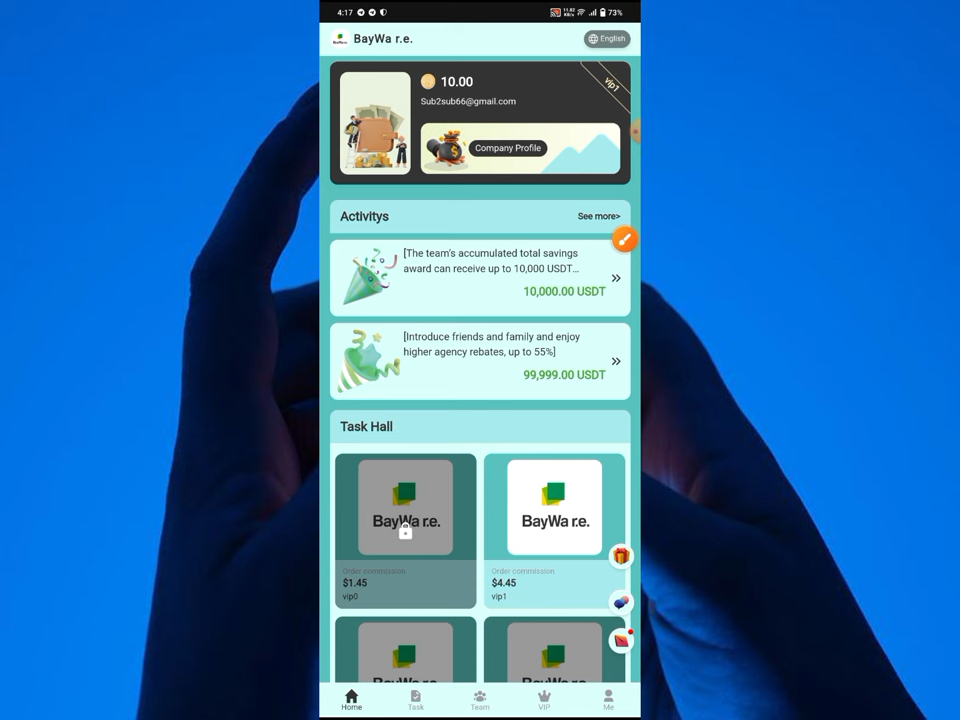 4:17
11.82
KB/s
73%
BayWa r.e.
English
10.00
vip1
Sub2sub66@gmail.com
Company Profile
Activitys
See more>
[The team's accumulated total savings
award can receive up to 10,000 USDT...
10,000.00 USDT
[Introduce friends and family and enjoy
higher agency rebates, up to 55%]
99,999.00 USDT
Task Hall
BayWa r.e.
BayWa r.e.
Order commission
$1.45
vip0
Order commission
$4.45
vip1
BayWa r.e.
BayWa r.e.
Home
Task
Team
VIP
Me